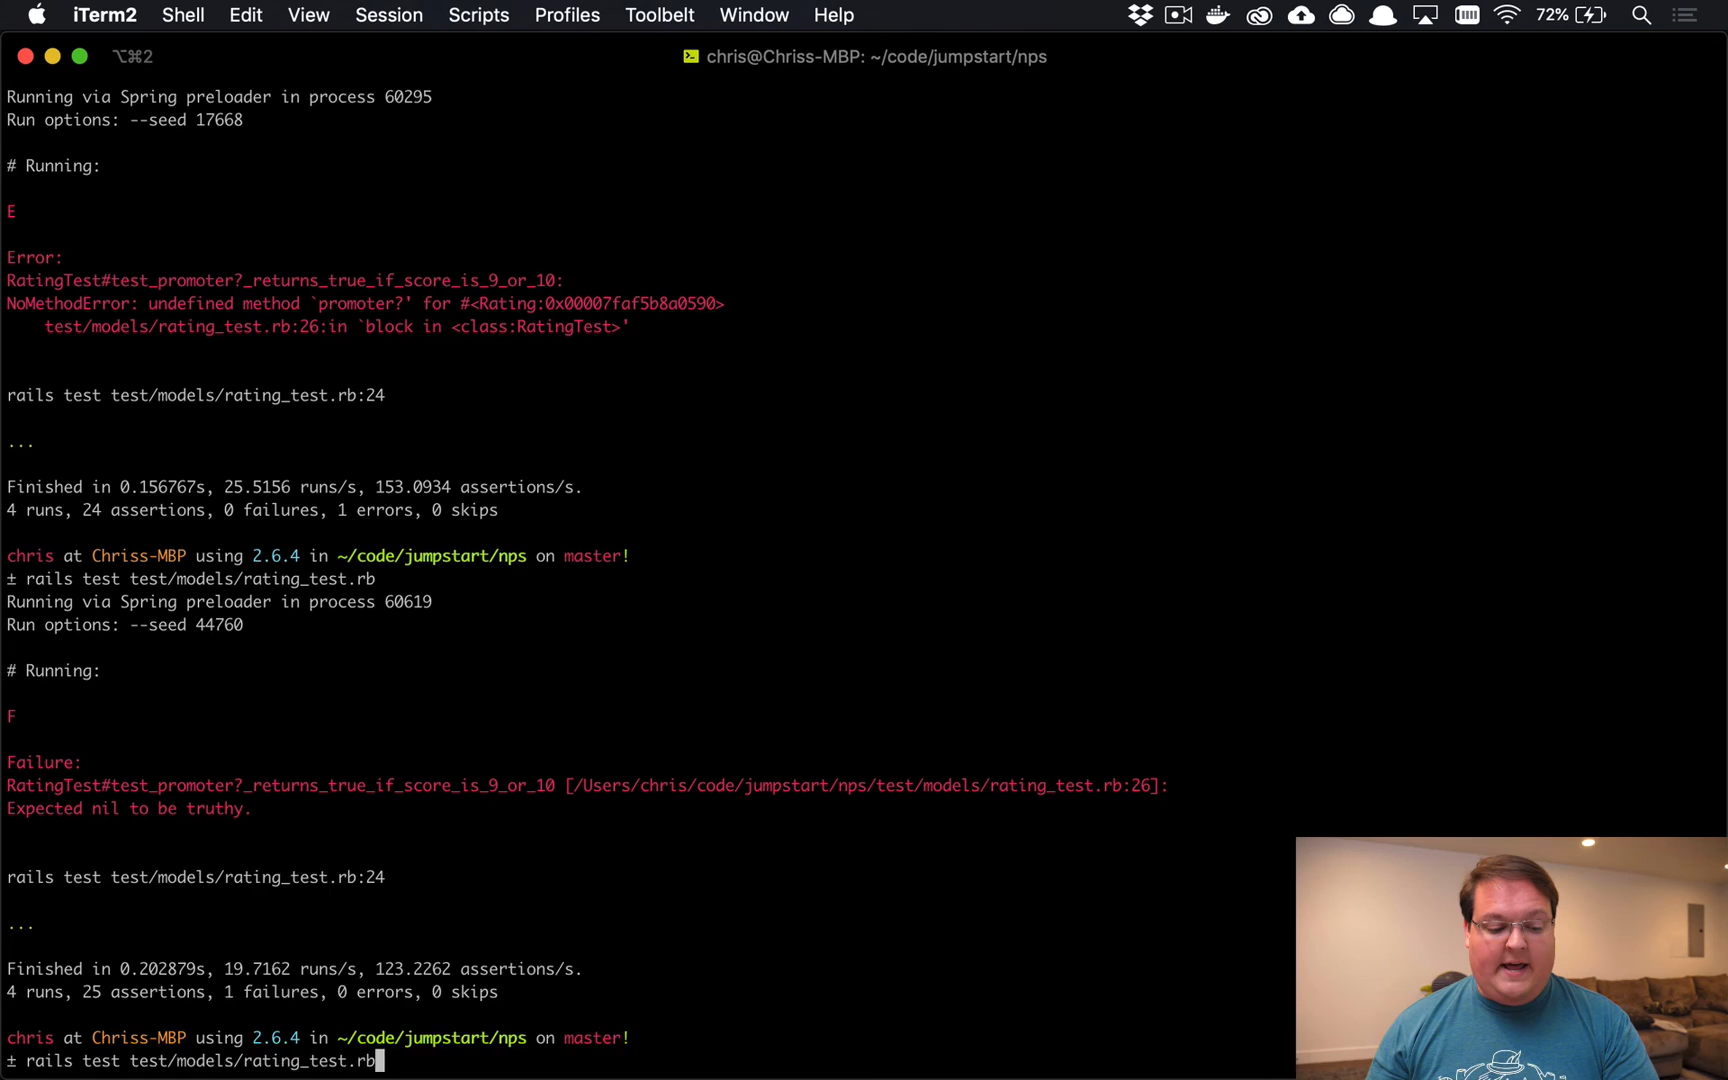 iTerm2 Shell Edit View Session Scripts Profiles Toolbelt Window Help 72%
⌥⌘2 chris@Chriss-MBP: ~/code/jumpstart/nps
Running via Spring preloader in process 60295
Run options: --seed 17668
# Running:
E
Error:
RatingTest#test_promoter?_returns_true_if_score_is_9_or_10:
NoMethodError: undefined method `promoter?' for #<Rating:0x00007faf5b8a0590>
test/models/rating_test.rb:26:in `block in <class:RatingTest>'
rails test test/models/rating_test.rb:24
...
Finished in 0.156767s, 25.5156 runs/s, 153.0934 assertions/s.
4 runs, 24 assertions, 0 failures, 1 errors, 0 skips
chris at Chriss-MBP using 2.6.4 in ~/code/jumpstart/nps on master!
± rails test test/models/rating_test.rb
Running via Spring preloader in process 60619
Run options: --seed 44760
# Running:
F
Failure:
RatingTest#test_promoter?_returns_true_if_score_is_9_or_10 [/Users/chris/code/jumpstart/nps/test/models/rating_test.rb:26]:
Expected nil to be truthy.
rails test test/models/rating_test.rb:24
...
Finished in 0.202879s, 19.7162 runs/s, 123.2262 assertions/s.
4 runs, 25 assertions, 1 failures, 0 errors, 0 skips
chris at Chriss-MBP using 2.6.4 in ~/code/jumpstart/nps on master!
± rails test test/models/rating_test.rb